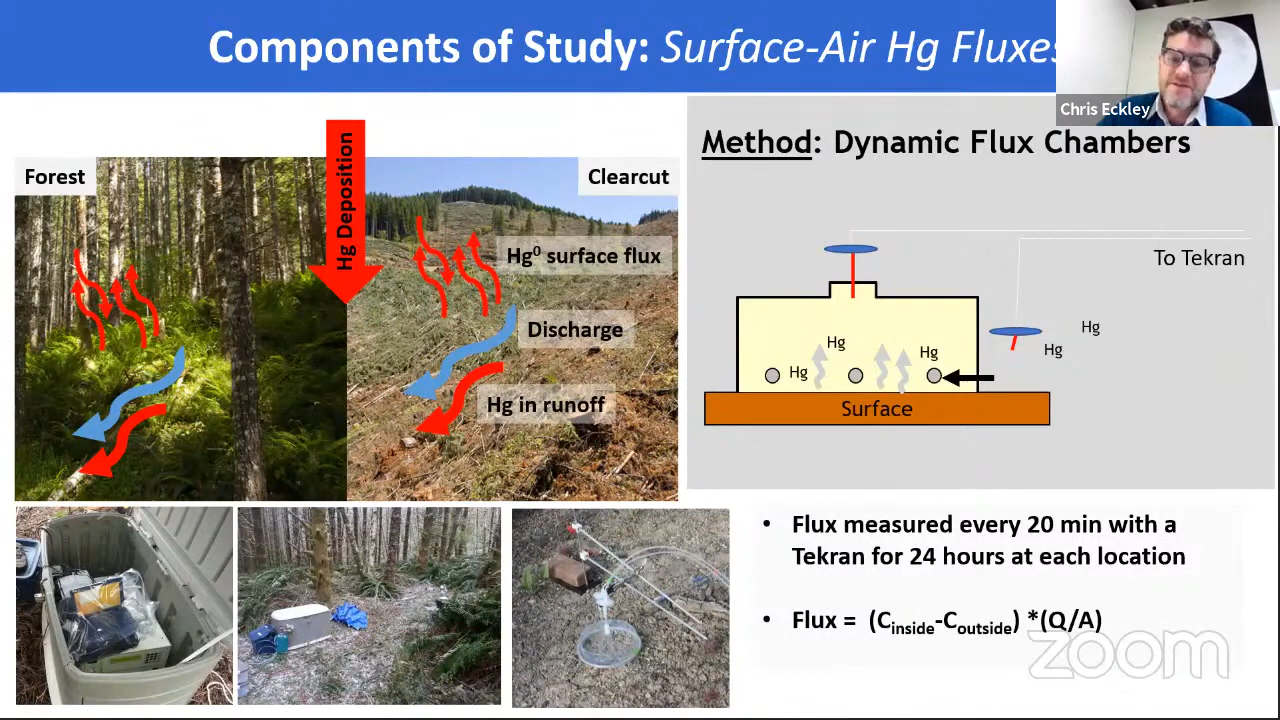 Components of Study: Surface-Air Hg Fluxes
Chris Eckley
Forest
Hg Deposition
Clearcut
Hg⁰ surface flux
Discharge
Hg in runoff
Method: Dynamic Flux Chambers
To Tekran
Hg
Hg
Hg
Hg
Hg
Surface
• Flux measured every 20 min with a
Tekran for 24 hours at each location
• Flux = (Cinside-Coutside) *(Q/A)
zoom